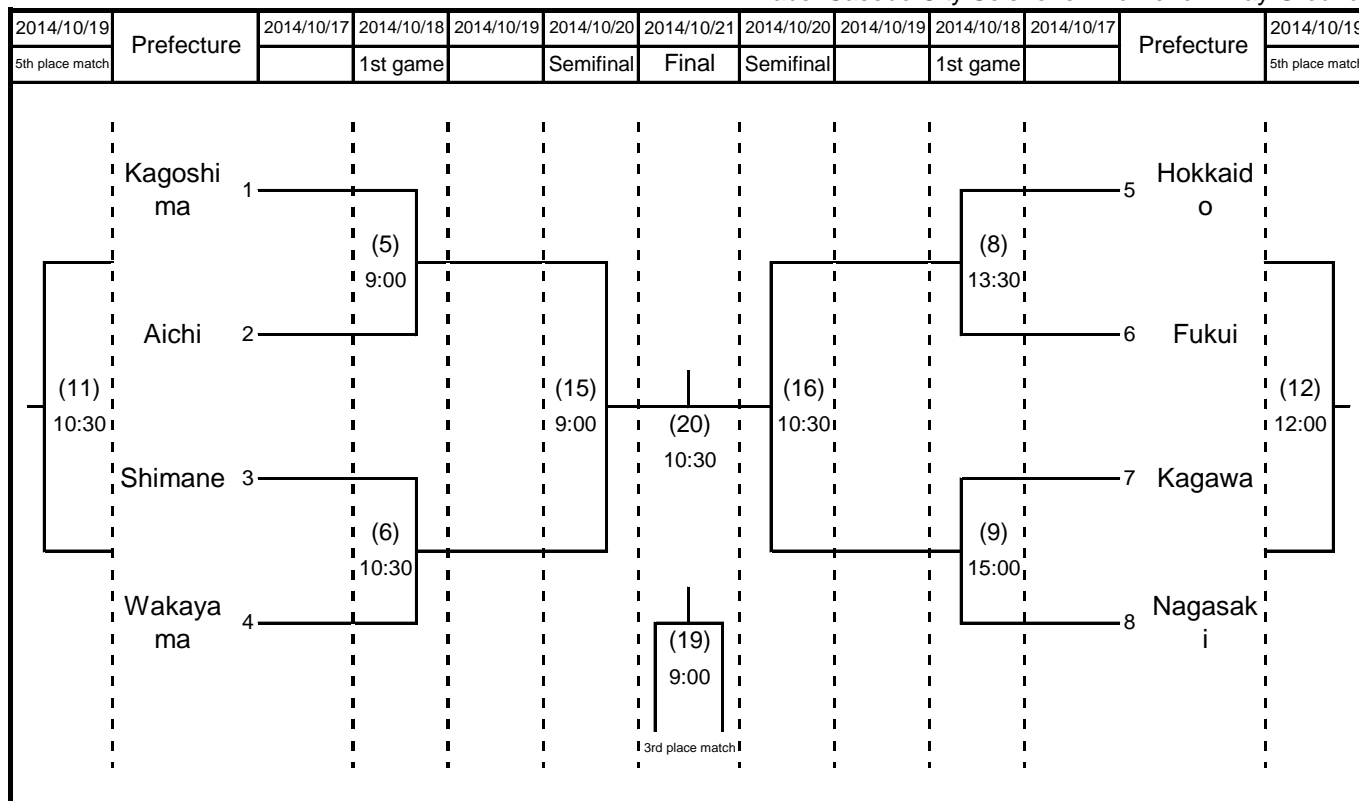 2014/10/19 Prefecture 2014/10/17 2014/10/18 2014/10/19 2014/10/20 2014/10/21 2014/10/20 2014/10/19 2014/10/18 2014/10/17 Prefecture 2014/10/19
5th place match 1st game Semifinal Final Semifinal 1st game 5th place match
Kagoshi
ma 1
5 Hokkaid
o
(5)
9:00
(8)
13:30
Aichi 2
6 Fukui
(11)
10:30
(15)
9:00
(20)
10:30
(16)
10:30
(12)
12:00
Shimane 3
7 Kagawa
(6)
10:30
(9)
15:00
Wakaya
ma 4
8 Nagasak
i
(19)
9:00
3rd place match